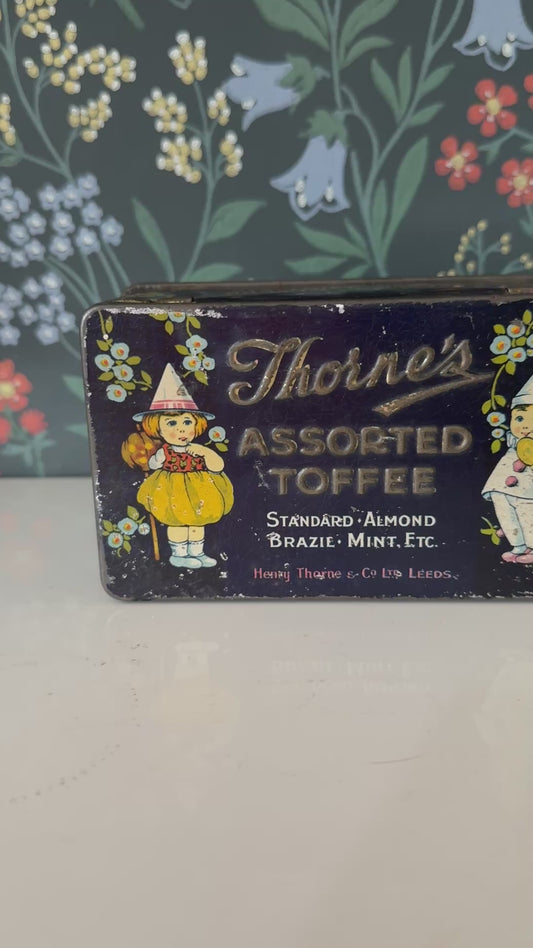 Thorne's
ASSORTED
TOFFEE
STANDARD · ALMOND
BRAZIE · MINT, ETC.
Henry Thorne & Co LTD LEEDS.